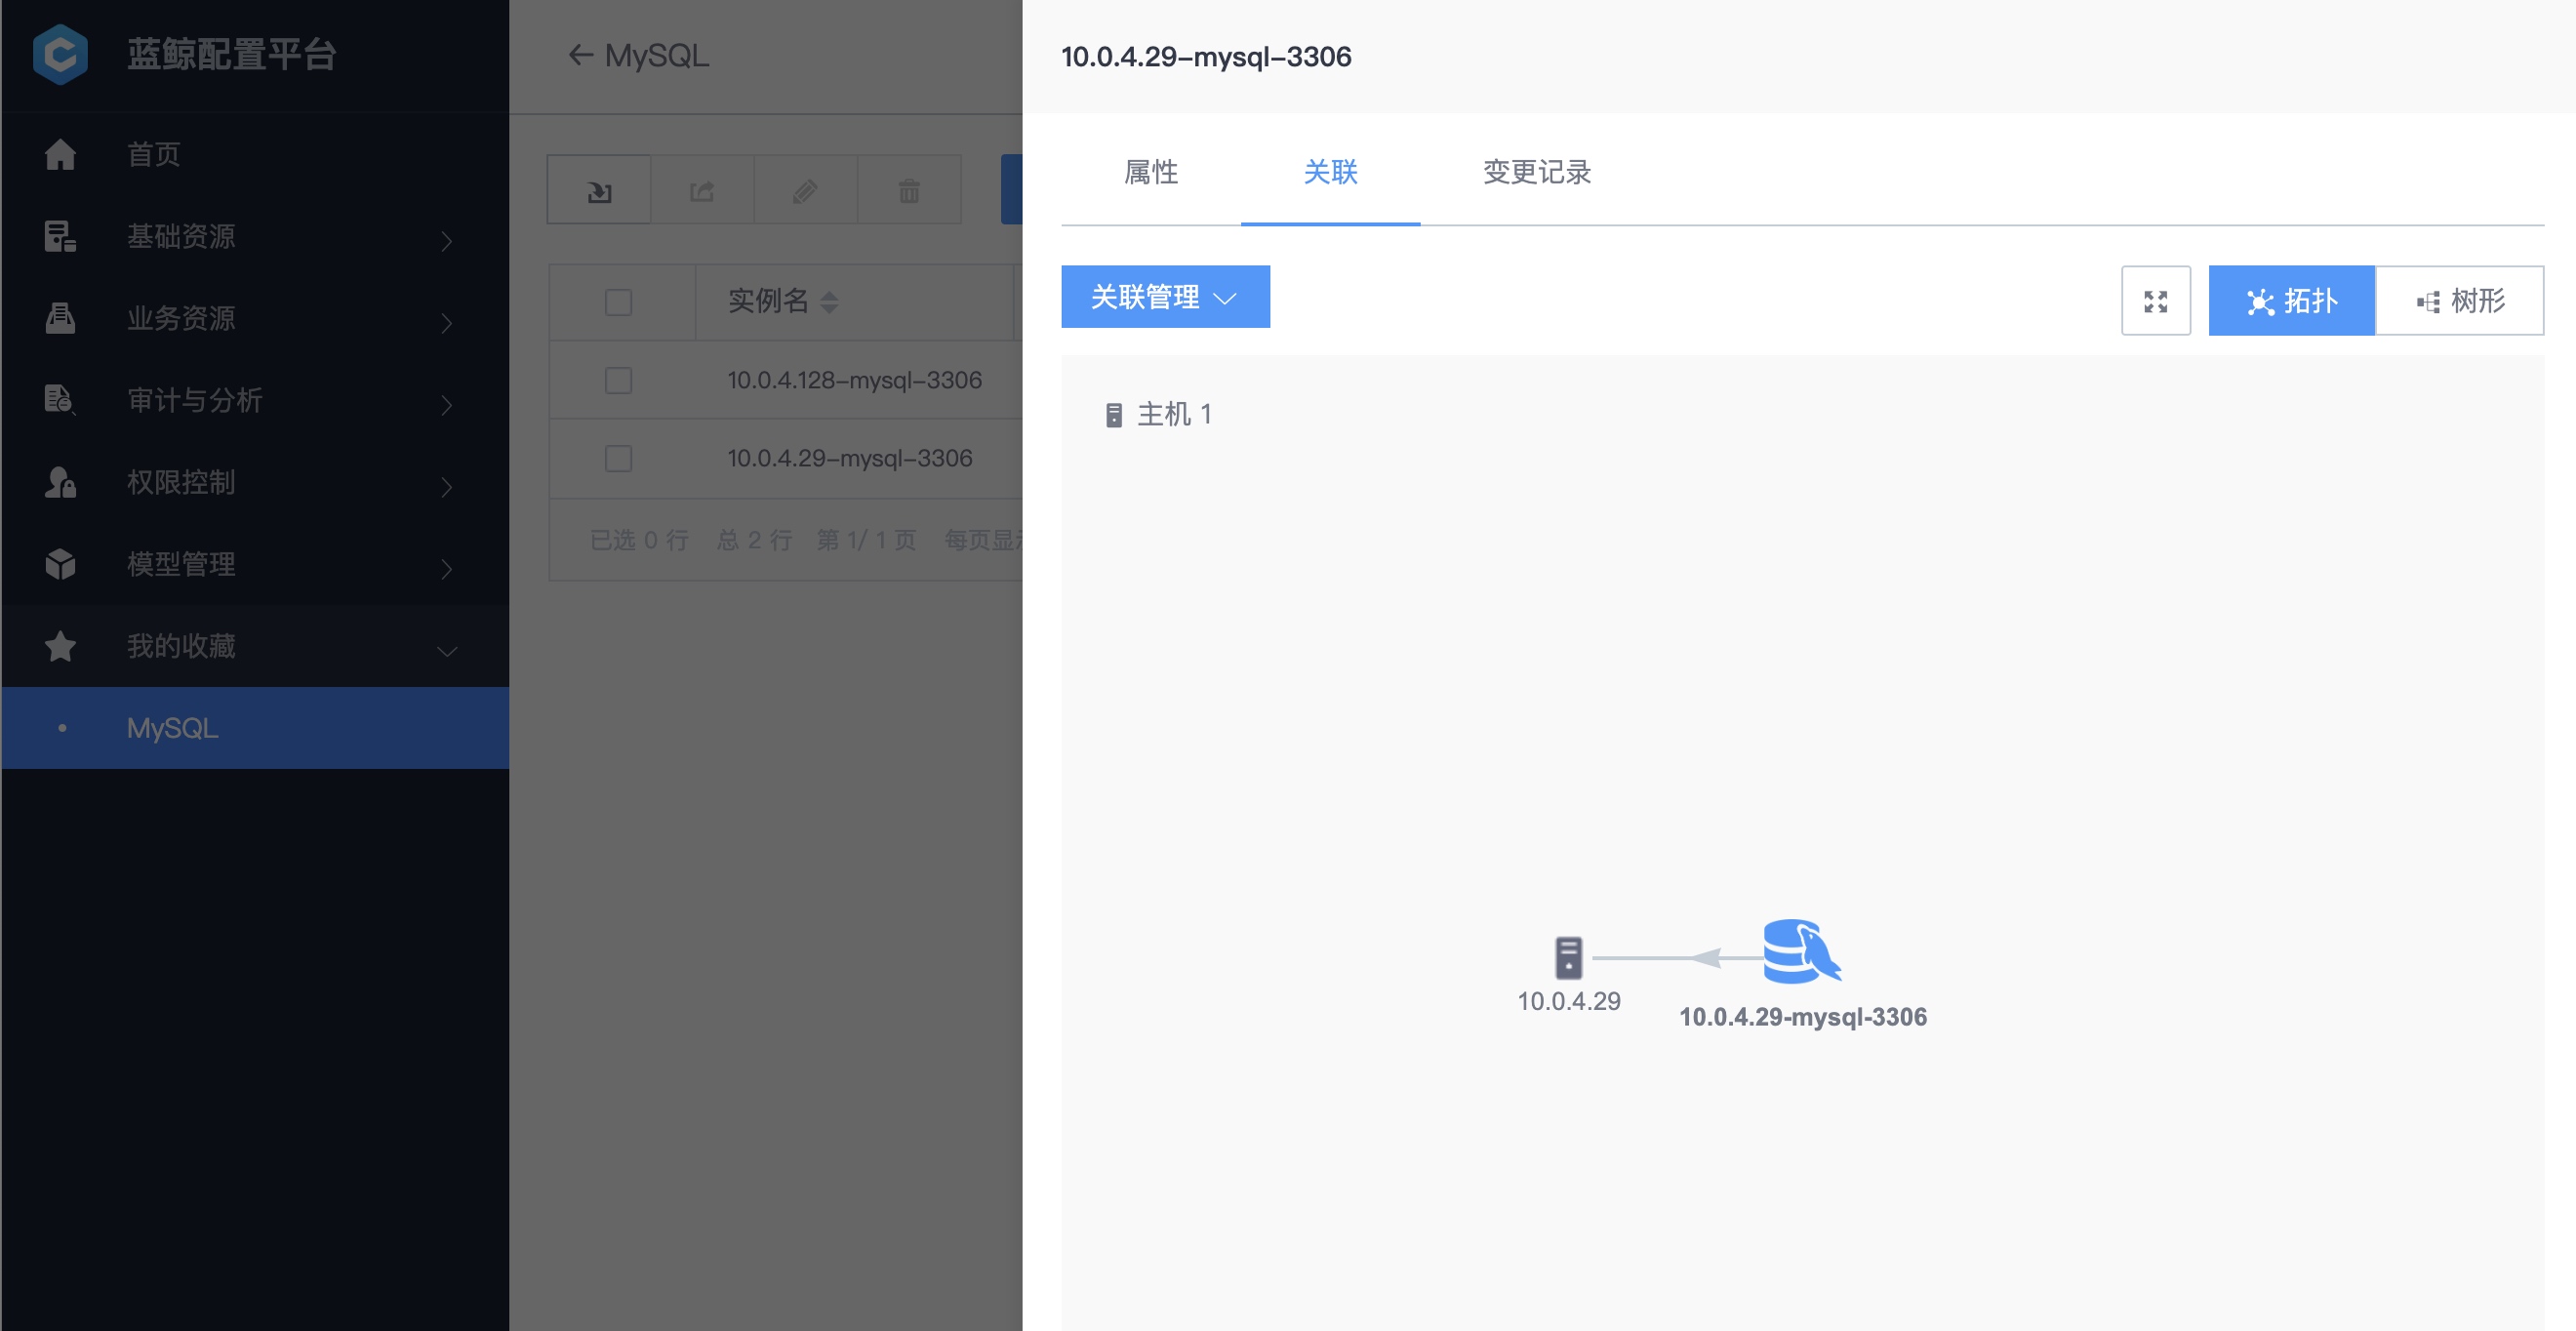 蓝鲸配置平台
首页
基础资源
业务资源
审计与分析
权限控制
模型管理
我的收藏
MySQL
MySQL
实例名
10.0.4.128-mysql-3306
10.0.4.29-mysql-3306
已选 0 行 总 2 行 第 1/ 1 页 每页显
10.0.4.29-mysql-3306
属性 关联 变更记录
关联管理
拓扑 树形
主机 1
10.0.4.29
10.0.4.29-mysql-3306